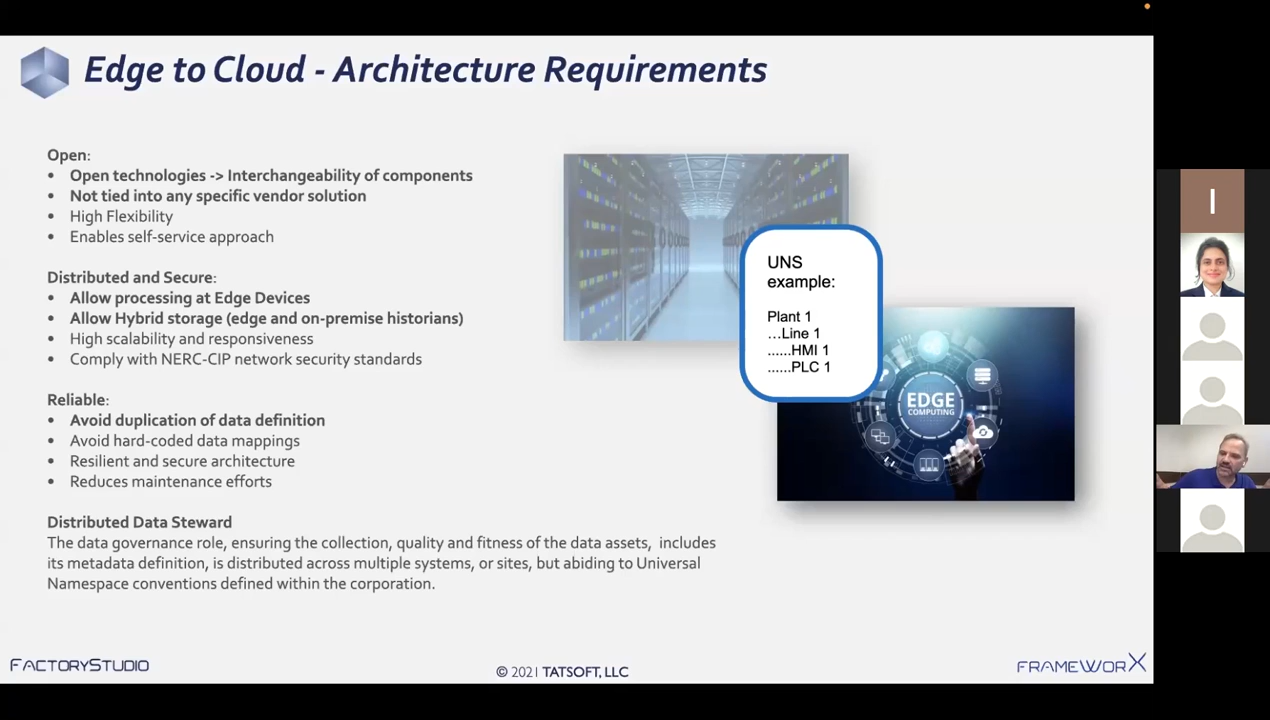 Edge to Cloud - Architecture Requirements
Open:
• Open technologies -> Interchangeability of components
• Not tied into any specific vendor solution
• High Flexibility
• Enables self-service approach
Distributed and Secure:
• Allow processing at Edge Devices
• Allow Hybrid storage (edge and on-premise historians)
• High scalability and responsiveness
• Comply with NERC-CIP network security standards
Reliable:
• Avoid duplication of data definition
• Avoid hard-coded data mappings
• Resilient and secure architecture
• Reduces maintenance efforts
Distributed Data Steward
The data governance role, ensuring the collection, quality and fitness of the data assets, includes
its metadata definition, is distributed across multiple systems, or sites, but abiding to Universal
Namespace conventions defined within the corporation.
UNS
example:
Plant 1
...Line 1
......HMI 1
......PLC 1
EDGE
COMPUTING
I
FACTORYSTUDIO
© 2021 TATSOFT, LLC
FRAMEWORX